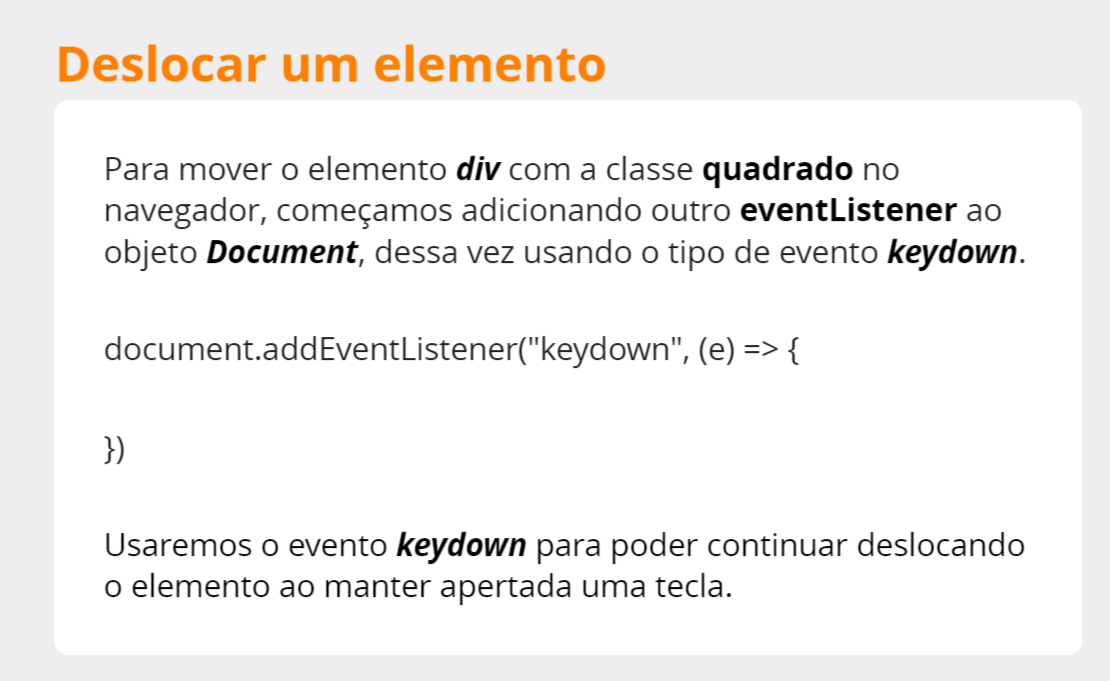 Deslocar um elemento
Para mover o elemento div com a classe quadrado no
navegador, começamos adicionando outro eventListener ao
objeto Document, dessa vez usando o tipo de evento keydown.
document.addEventListener("keydown", (e) => {
})
Usaremos o evento keydown para poder continuar deslocando
o elemento ao manter apertada uma tecla.